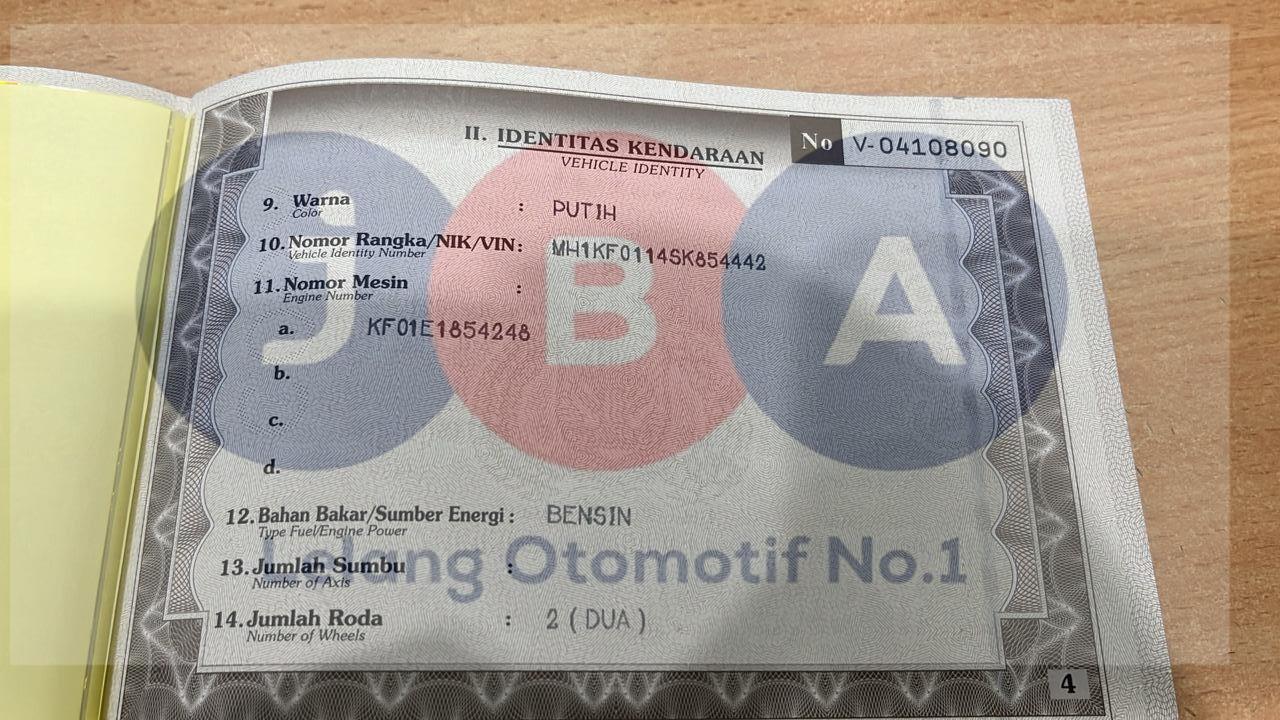 II. IDENTITAS KENDARAAN
VEHICLE IDENTITY
No V-04108090
9. Warna : PUTIH
Color
10. Nomor Rangka/NIK/VIN : MH1KF0114SK854442
Vehicle Identity Number
11. Nomor Mesin :
Engine Number
a. KF01E1854248
b.
c.
d.
12. Bahan Bakar/Sumber Energi : BENSIN
Type Fuel/Engine Power
13. Jumlah Sumbu :
Number of Axis
14. Jumlah Roda : 2 ( DUA )
Number of Wheels
4
JBA
Lelang Otomotif No.1